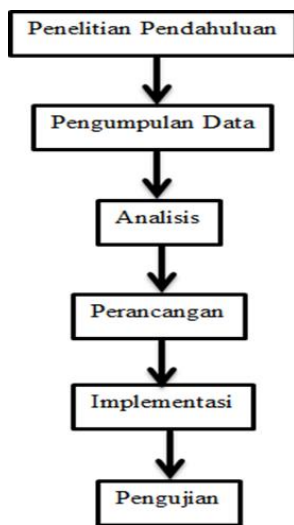 Penelitian Pendahuluan
Pengumpulan Data
Analisis
Perancangan
Implementasi
Pengujian